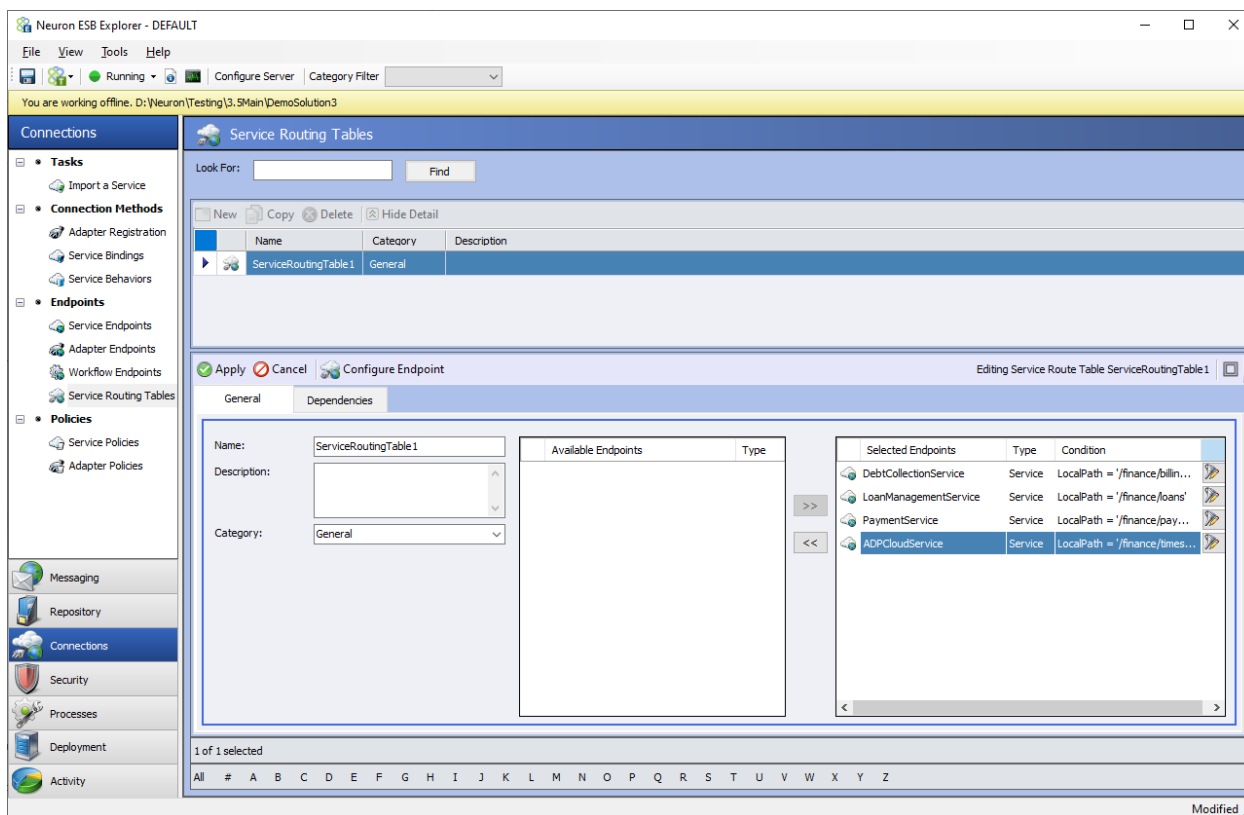 Neuron ESB Explorer - DEFAULT
File View Tools Help
Running Configure Server Category Filter
You are working offline. D:\Neuron\Testing\3.5Main\DemoSolution3
Connections
Tasks
Import a Service
Connection Methods
Adapter Registration
Service Bindings
Service Behaviors
Endpoints
Service Endpoints
Adapter Endpoints
Workflow Endpoints
Service Routing Tables
Policies
Service Policies
Adapter Policies
Messaging
Repository
Connections
Security
Processes
Deployment
Activity
Service Routing Tables
Look For: Find
New Copy Delete Hide Detail
Name Category Description
ServiceRoutingTable1 General
Apply Cancel Configure Endpoint Editing Service Route Table ServiceRoutingTable1
General Dependencies
Name: ServiceRoutingTable1
Description:
Category: General
Available Endpoints Type
>>
<<
Selected Endpoints Type Condition
DebtCollectionService Service LocalPath = '/finance/billin...
LoanManagementService Service LocalPath = '/finance/loans'
PaymentService Service LocalPath = '/finance/pay...
ADPCloudService Service LocalPath = '/finance/times...
1 of 1 selected
All # A B C D E F G H I J K L M N O P Q R S T U V W X Y Z
Modified